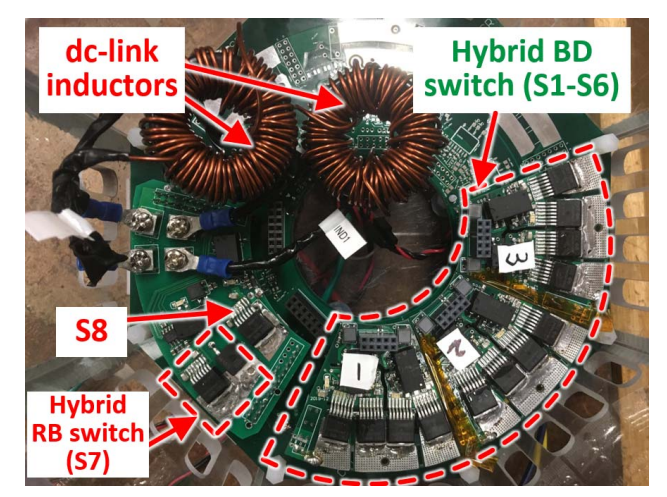 dc-link
inductors
Hybrid BD
switch (S1-S6)
IND1
3
2
1
S8
Hybrid
RB switch
(S7)